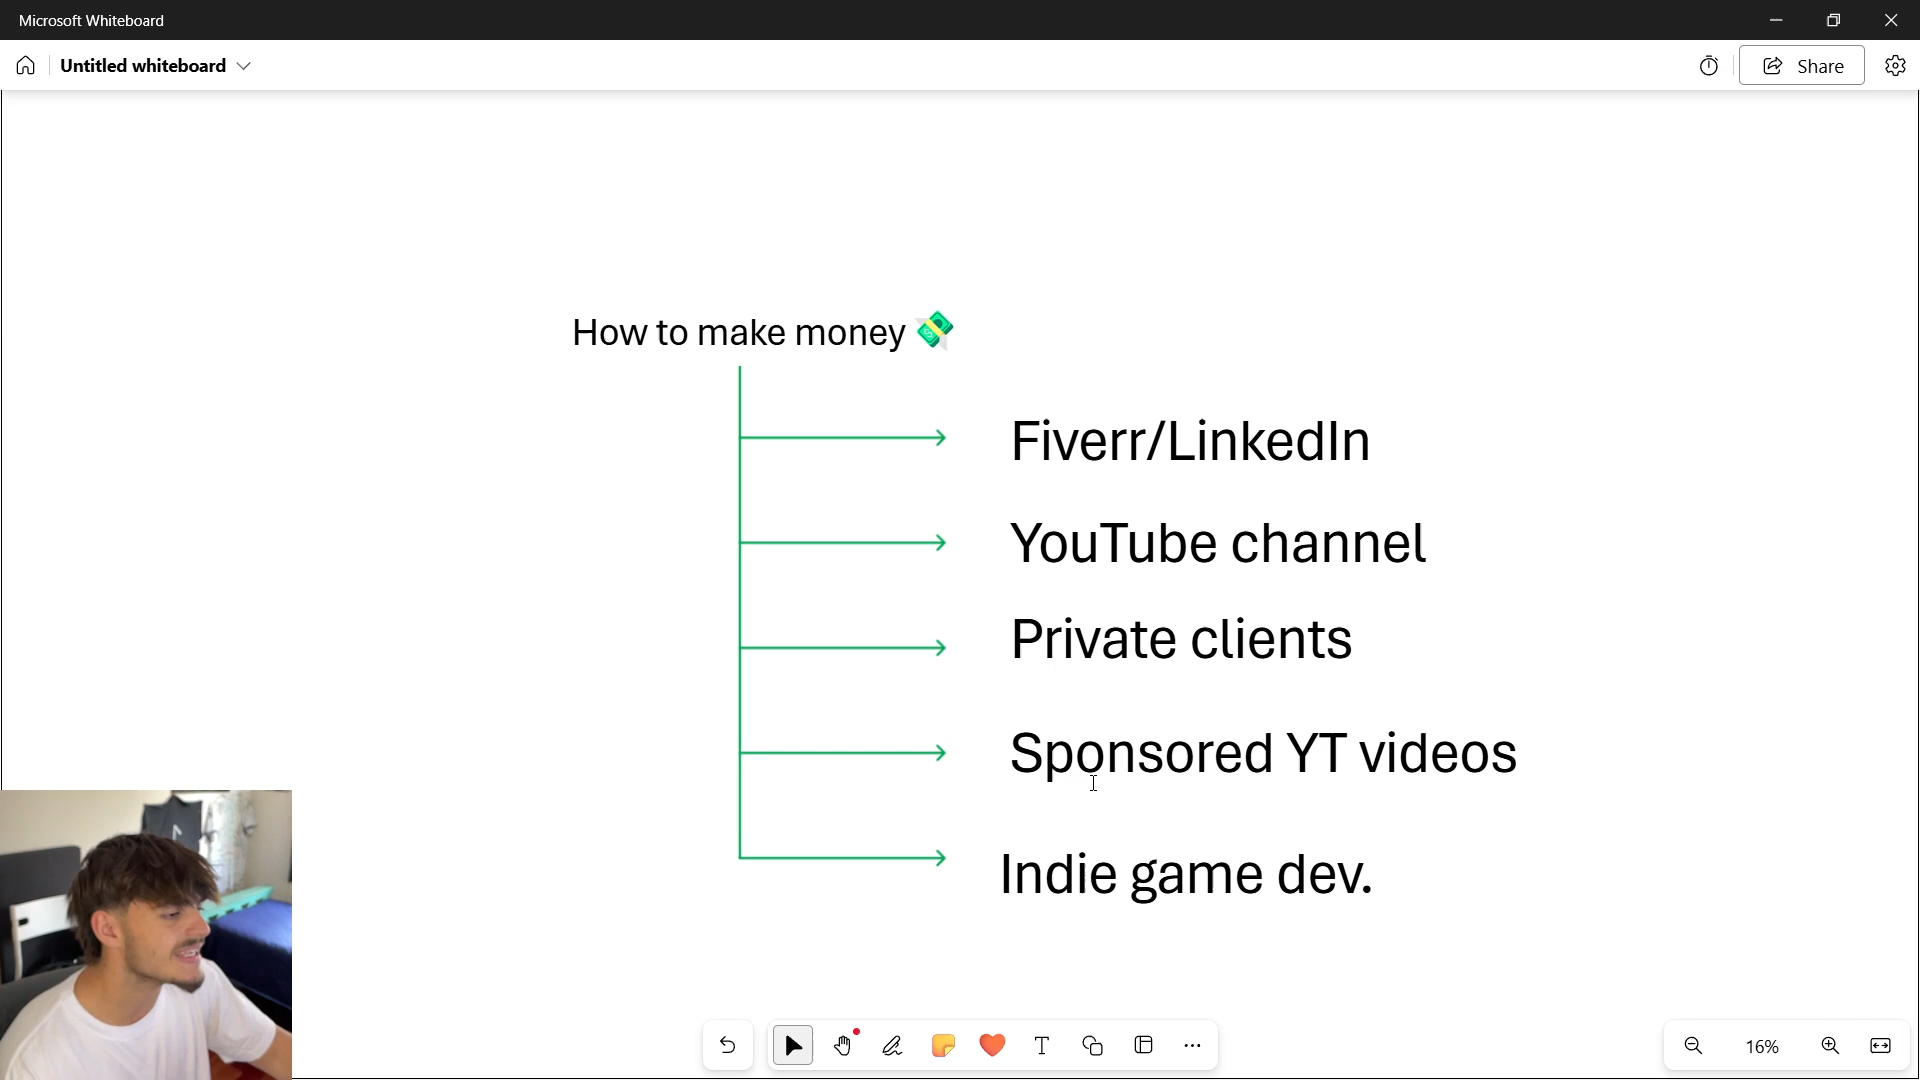 Microsoft Whiteboard
Untitled whiteboard
Share
How to make money 💸
Fiverr/LinkedIn
YouTube channel
Private clients
Sponsored YT videos
Indie game dev.
16%